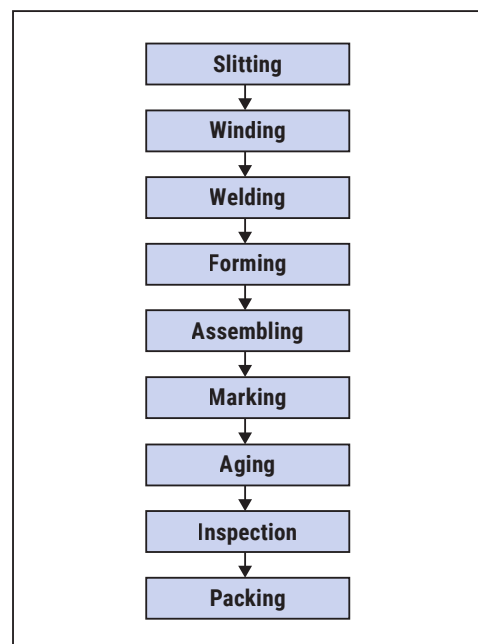 Slitting
Winding
Welding
Forming
Assembling
Marking
Aging
Inspection
Packing